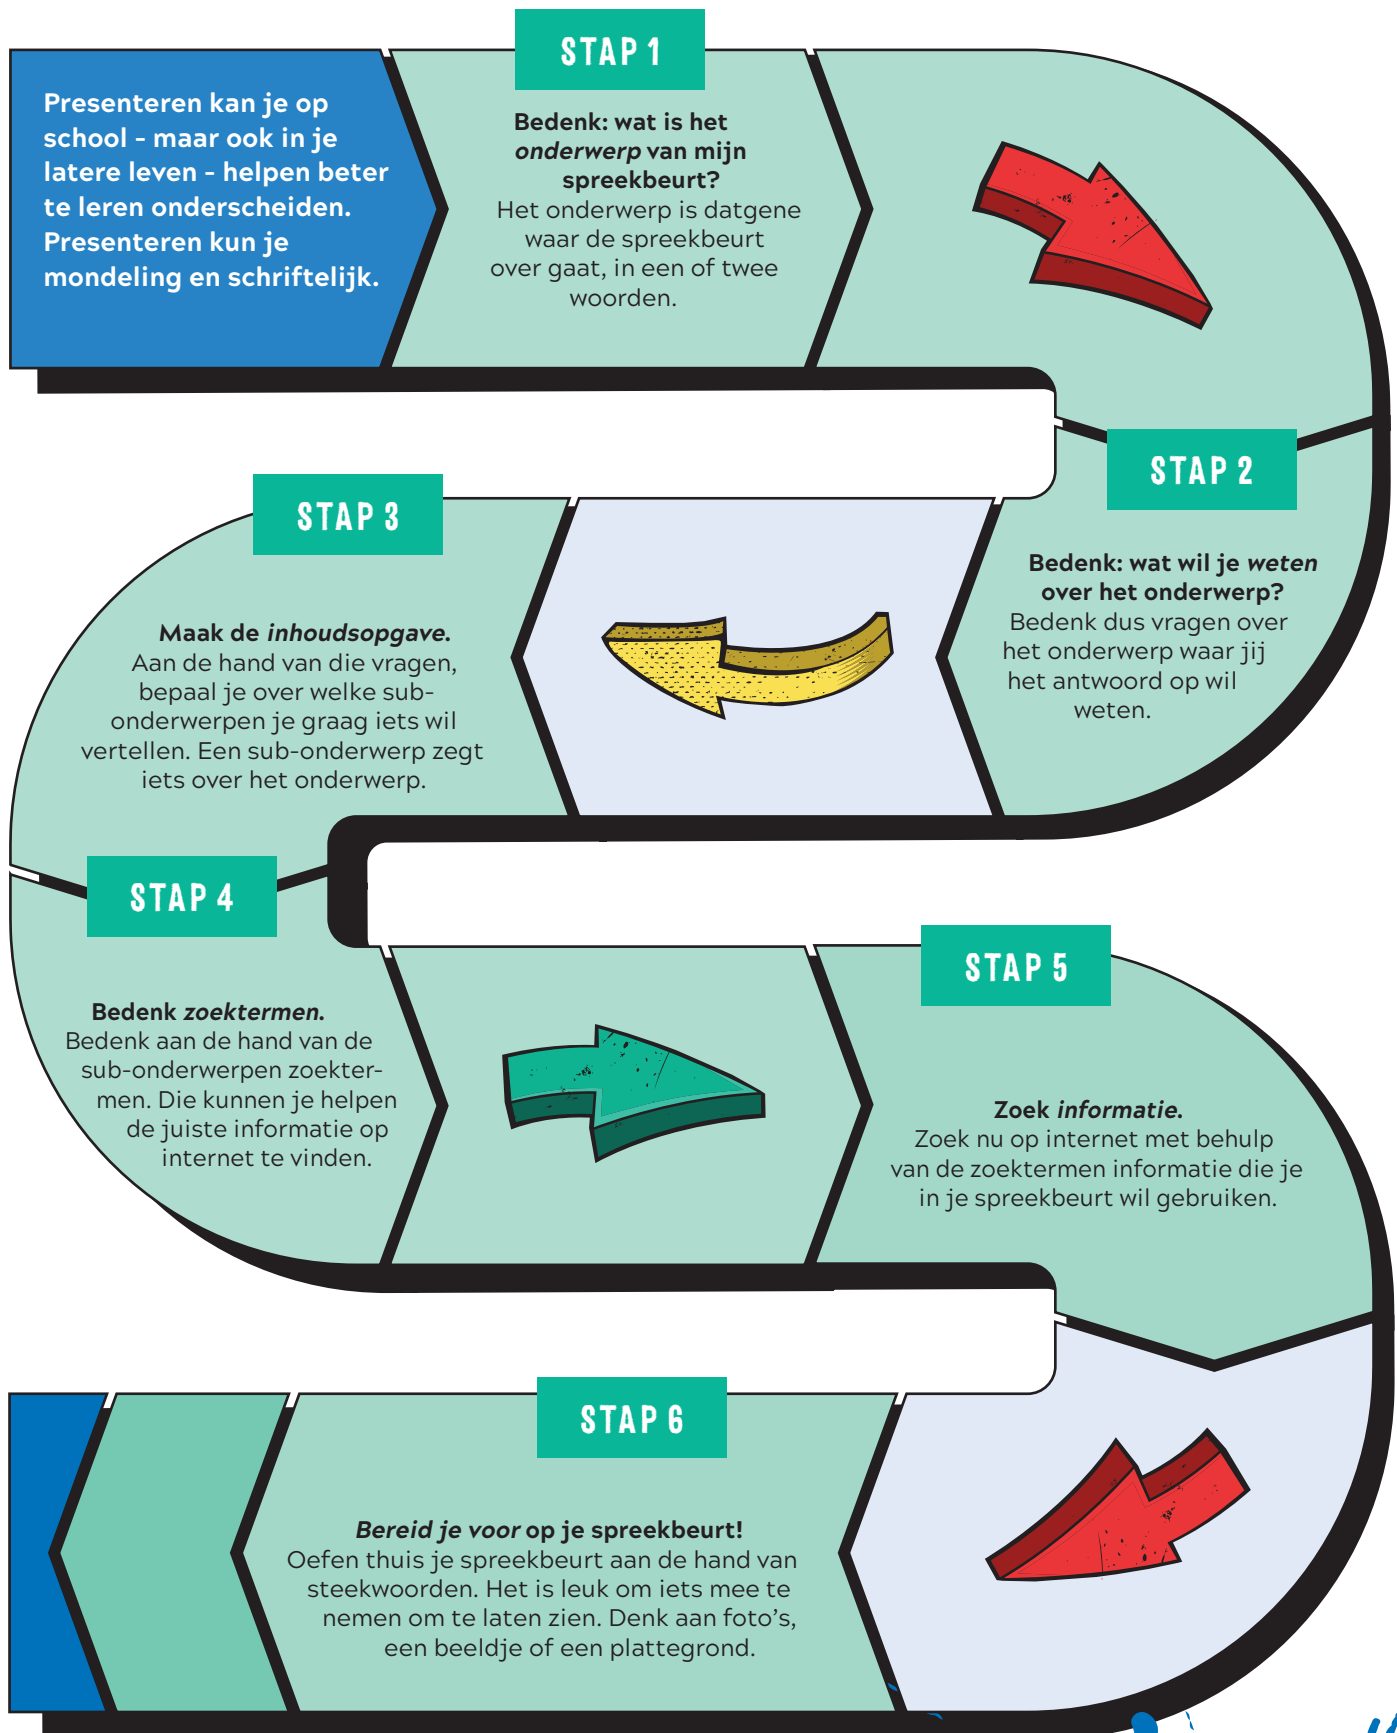 Presenteren kan je op
school - maar ook in je
latere leven - helpen beter
te leren onderscheiden.
Presenteren kun je
mondeling en schriftelijk.
STAP 1
Bedenk: wat is het
onderwerp van mijn
spreekbeurt?
Het onderwerp is datgene
waar de spreekbeurt
over gaat, in een of twee
woorden.
STAP 2
Bedenk: wat wil je weten
over het onderwerp?
Bedenk dus vragen over
het onderwerp waar jij
het antwoord op wil
weten.
STAP 3
Maak de inhoudsopgave.
Aan de hand van die vragen,
bepaal je over welke sub-
onderwerpen je graag iets wil
vertellen. Een sub-onderwerp zegt
iets over het onderwerp.
STAP 4
Bedenk zoektermen.
Bedenk aan de hand van de
sub-onderwerpen zoekter-
men. Die kunnen je helpen
de juiste informatie op
internet te vinden.
STAP 5
Zoek informatie.
Zoek nu op internet met behulp
van de zoektermen informatie die je
in je spreekbeurt wil gebruiken.
STAP 6
Bereid je voor op je spreekbeurt!
Oefen thuis je spreekbeurt aan de hand van
steekwoorden. Het is leuk om iets mee te
nemen om te laten zien. Denk aan foto's,
een beeldje of een plattegrond.